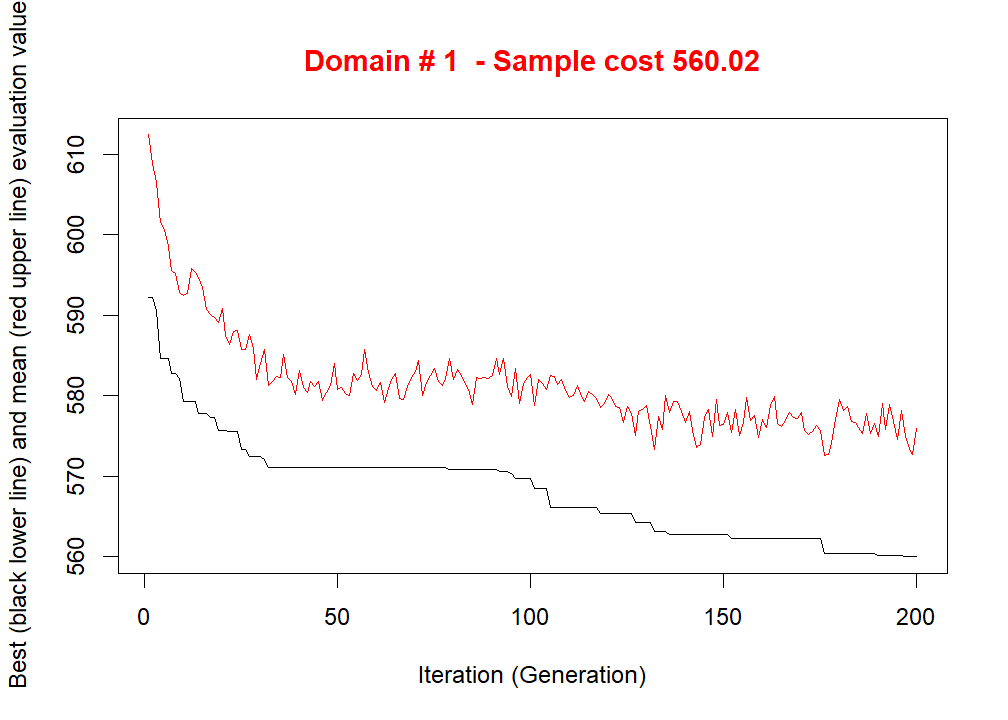 Domain # 1  - Sample cost 560.02
Best (black lower line) and mean (red upper line) evaluation value
610
600
590
580
570
560
0 50 100 150 200
Iteration (Generation)